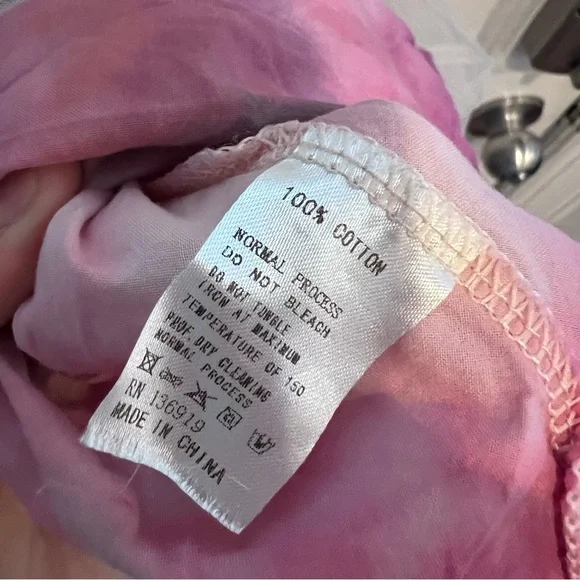 100% COTTON
NORMAL PROCESS
DO NOT BLEACH
DO NOT TUNGLE
IRON AT MAXIMUM
TEMPERATURE OF 150
PROF.DRY CLEANING
NORMAL PROCESS
RN 136919
MADE IN CHINA